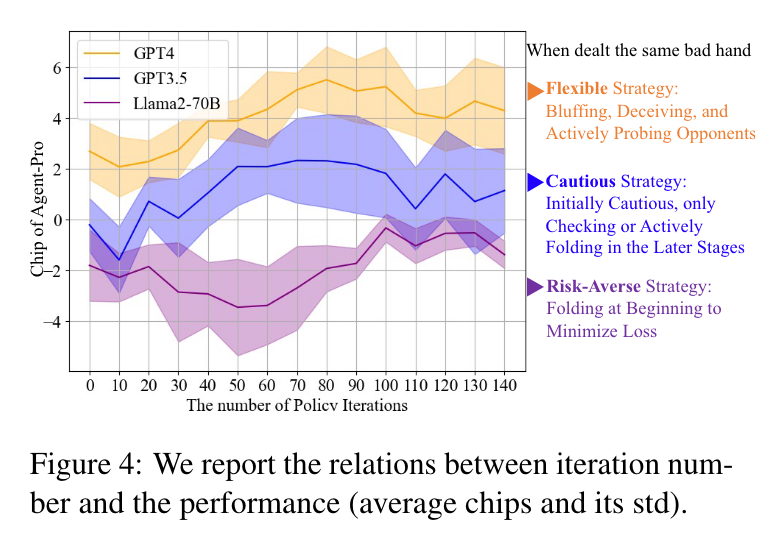 GPT4
GPT3.5
Llama2-70B
6
4
2
0
−2
−4
Chip of Agent-Pro
0 10 20 30 40 50 60 70 80 90 100 110 120 130 140
The number of Policy Iterations
When dealt the same bad hand
Flexible Strategy:
Bluffing, Deceiving, and
Actively Probing Opponents
Cautious Strategy:
Initially Cautious, only
Checking or Actively
Folding in the Later Stages
Risk-Averse Strategy:
Folding at Beginning to
Minimize Loss
Figure 4: We report the relations between iteration num-
ber and the performance (average chips and its std).